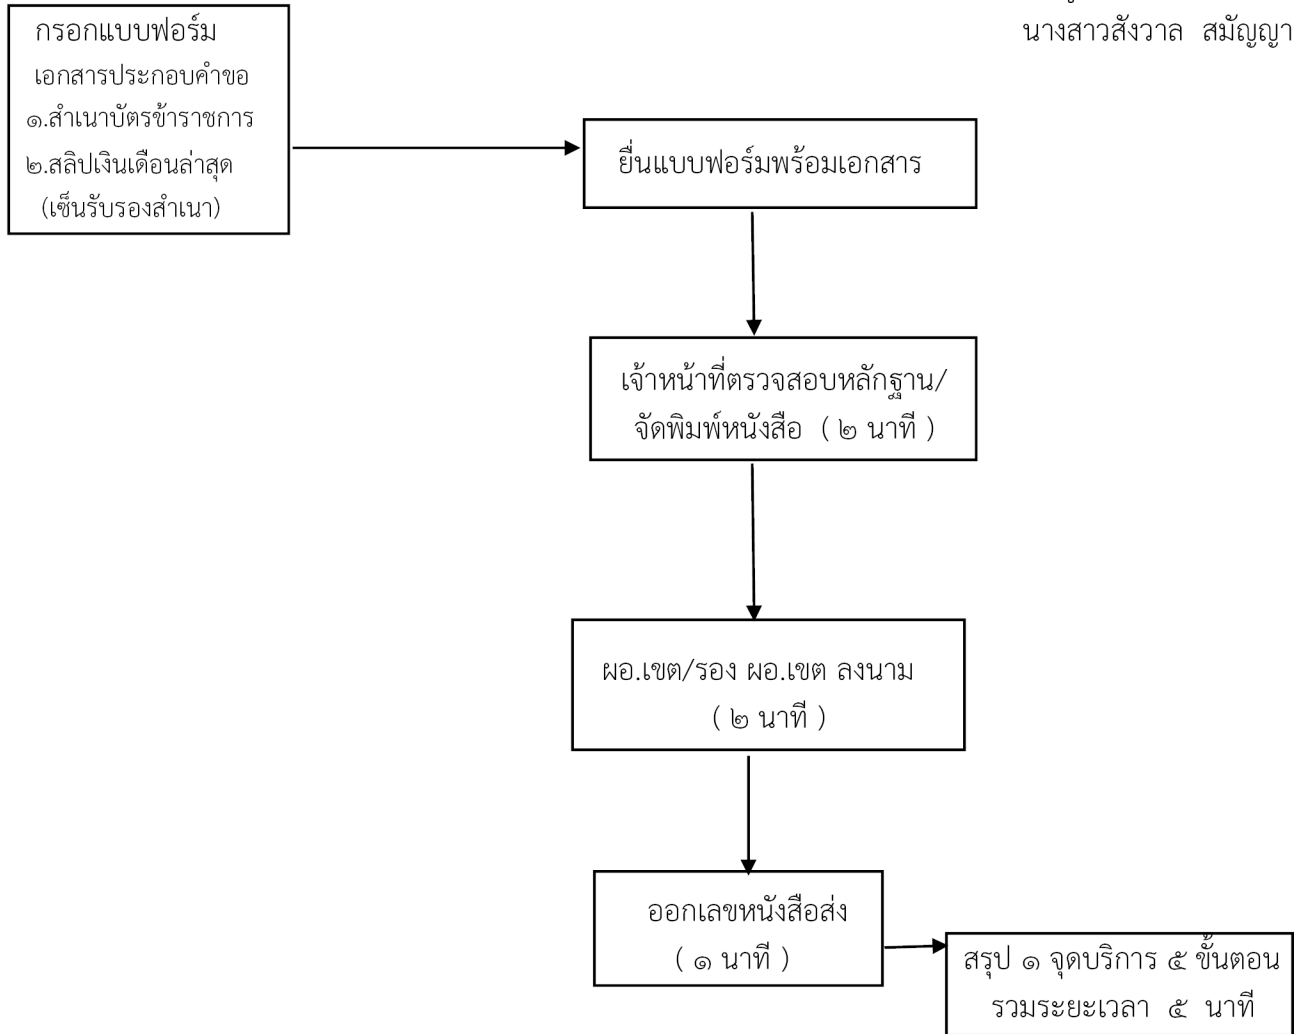 นางสาวสังวาล สมัญญา
กรอกแบบฟอร์ม
เอกสารประกอบคำขอ
๑.สำเนาบัตรข้าราชการ
๒.สลิปเงินเดือนล่าสุด
(เซ็นรับรองสำเนา)
ยื่นแบบฟอร์มพร้อมเอกสาร
เจ้าหน้าที่ตรวจสอบหลักฐาน/
จัดพิมพ์หนังสือ ( ๒ นาที )
ผอ.เขต/รอง ผอ.เขต ลงนาม
( ๒ นาที )
ออกเลขหนังสือส่ง
( ๑ นาที )
สรุป ๑ จุดบริการ ๕ ขั้นตอน
รวมระยะเวลา ๕ นาที